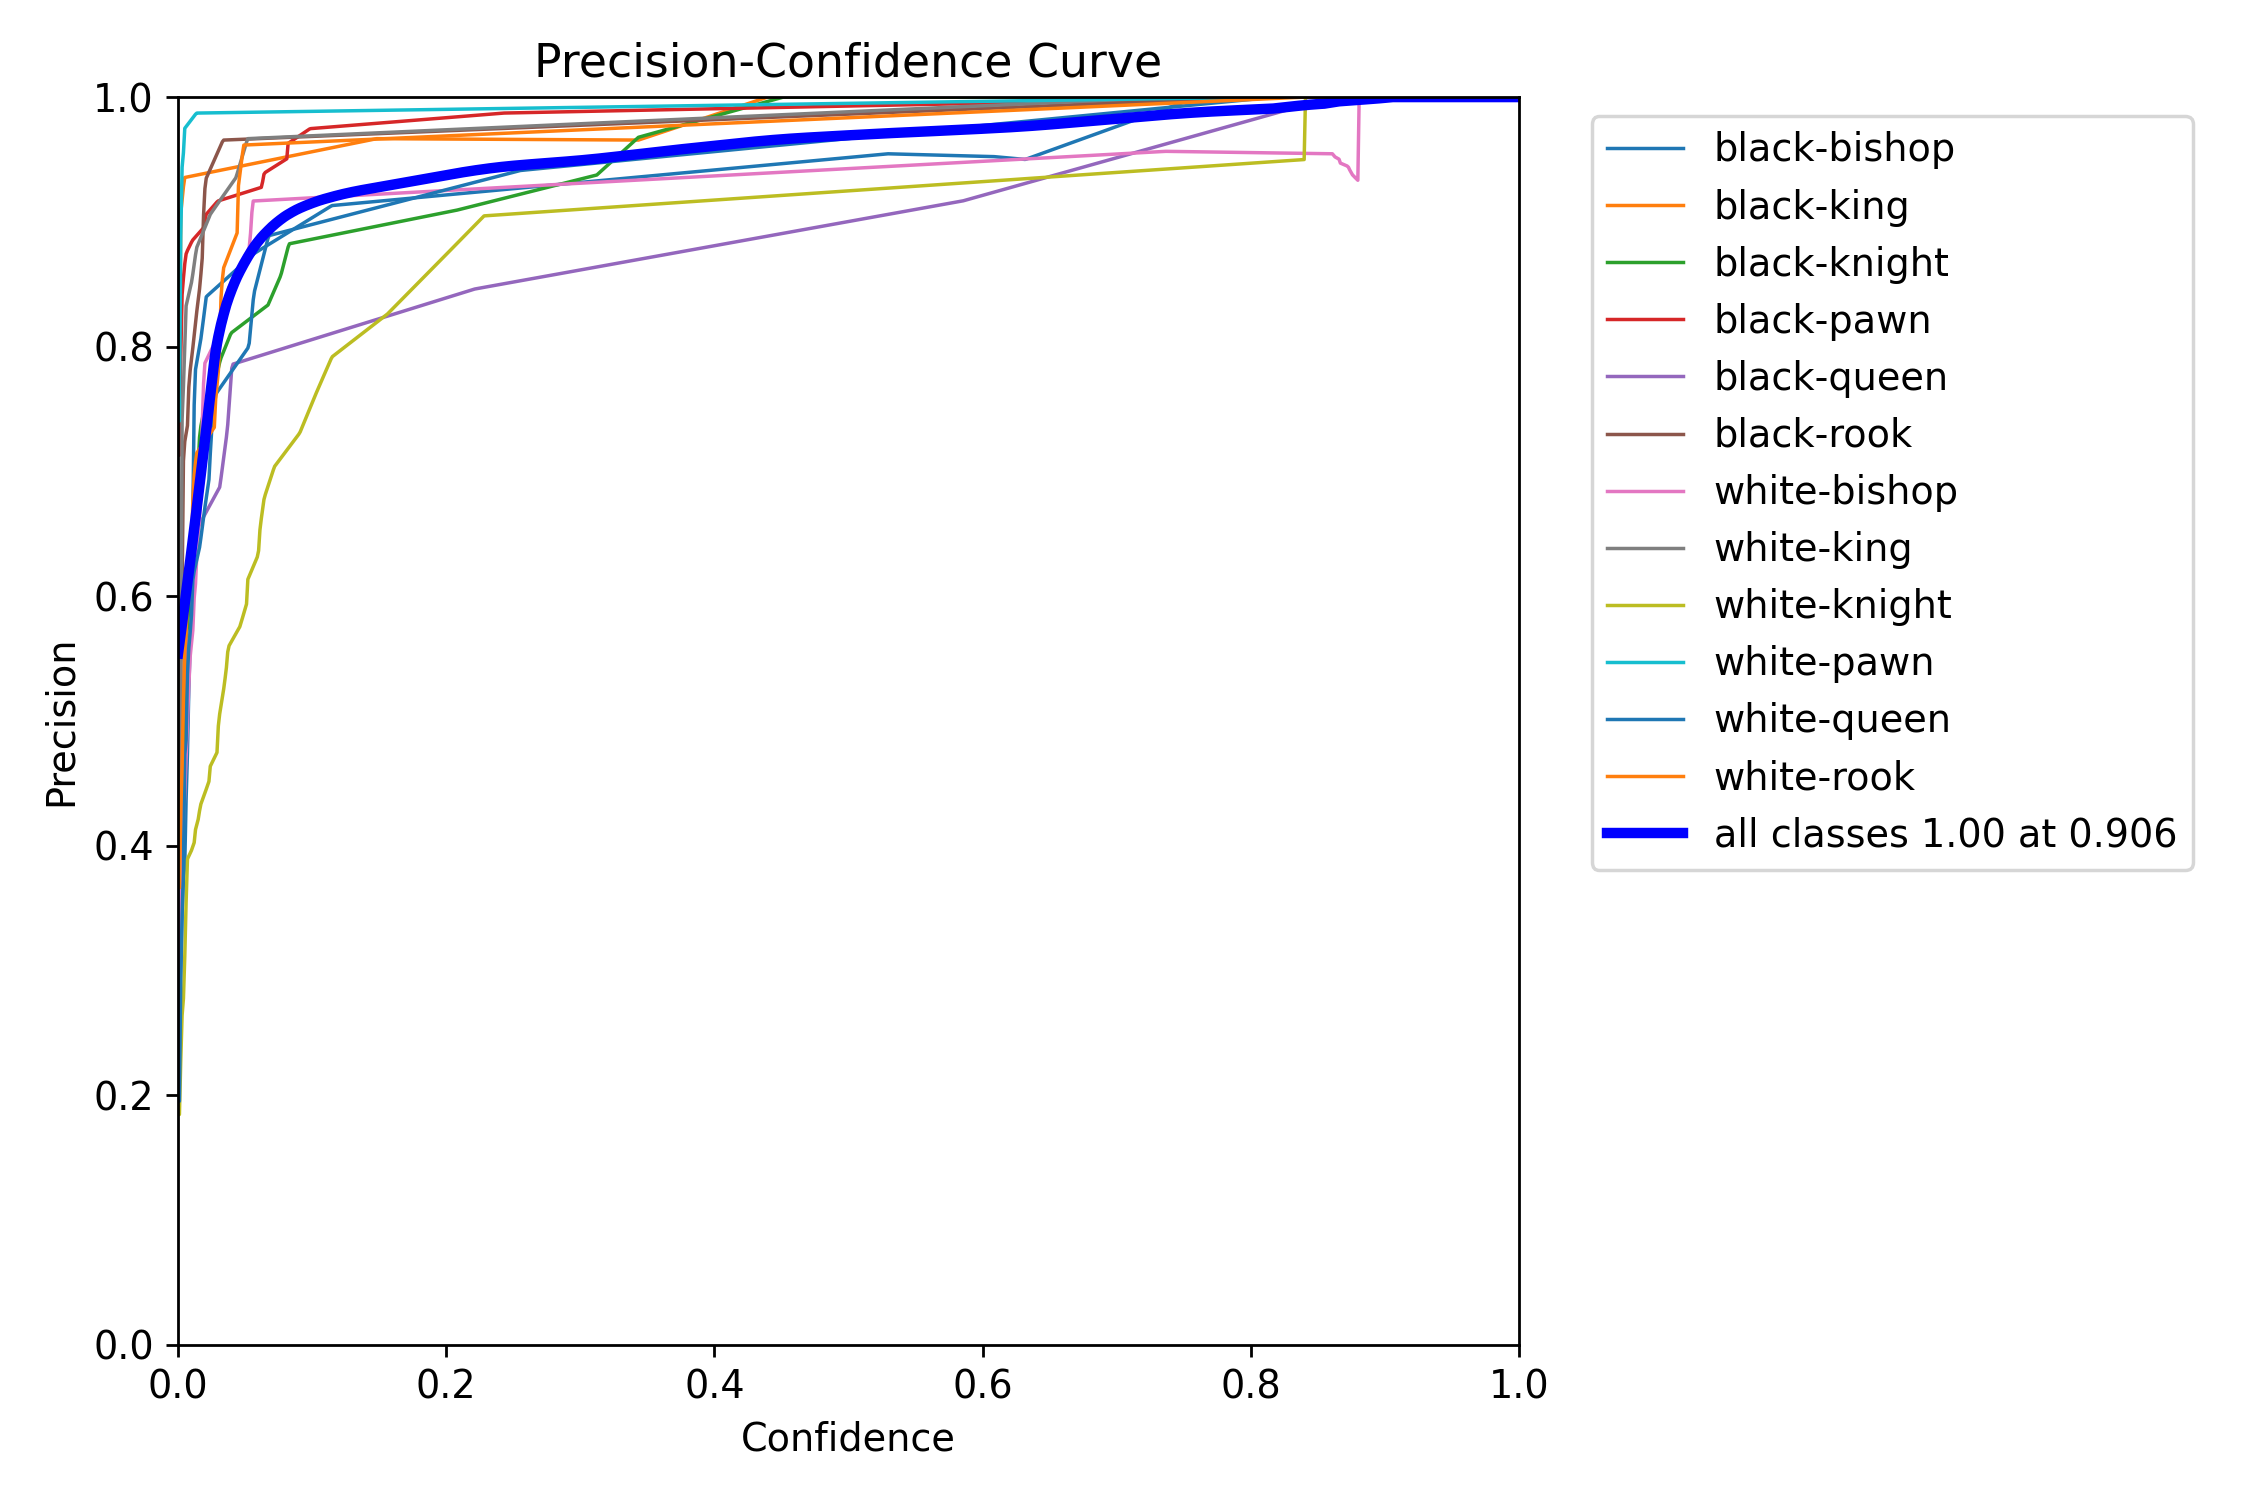 Precision-Confidence Curve
1.0
0.8
0.6
0.4
0.2
0.0
Precision
0.0 0.2 0.4 0.6 0.8 1.0
Confidence
black-bishop
black-king
black-knight
black-pawn
black-queen
black-rook
white-bishop
white-king
white-knight
white-pawn
white-queen
white-rook
all classes 1.00 at 0.906